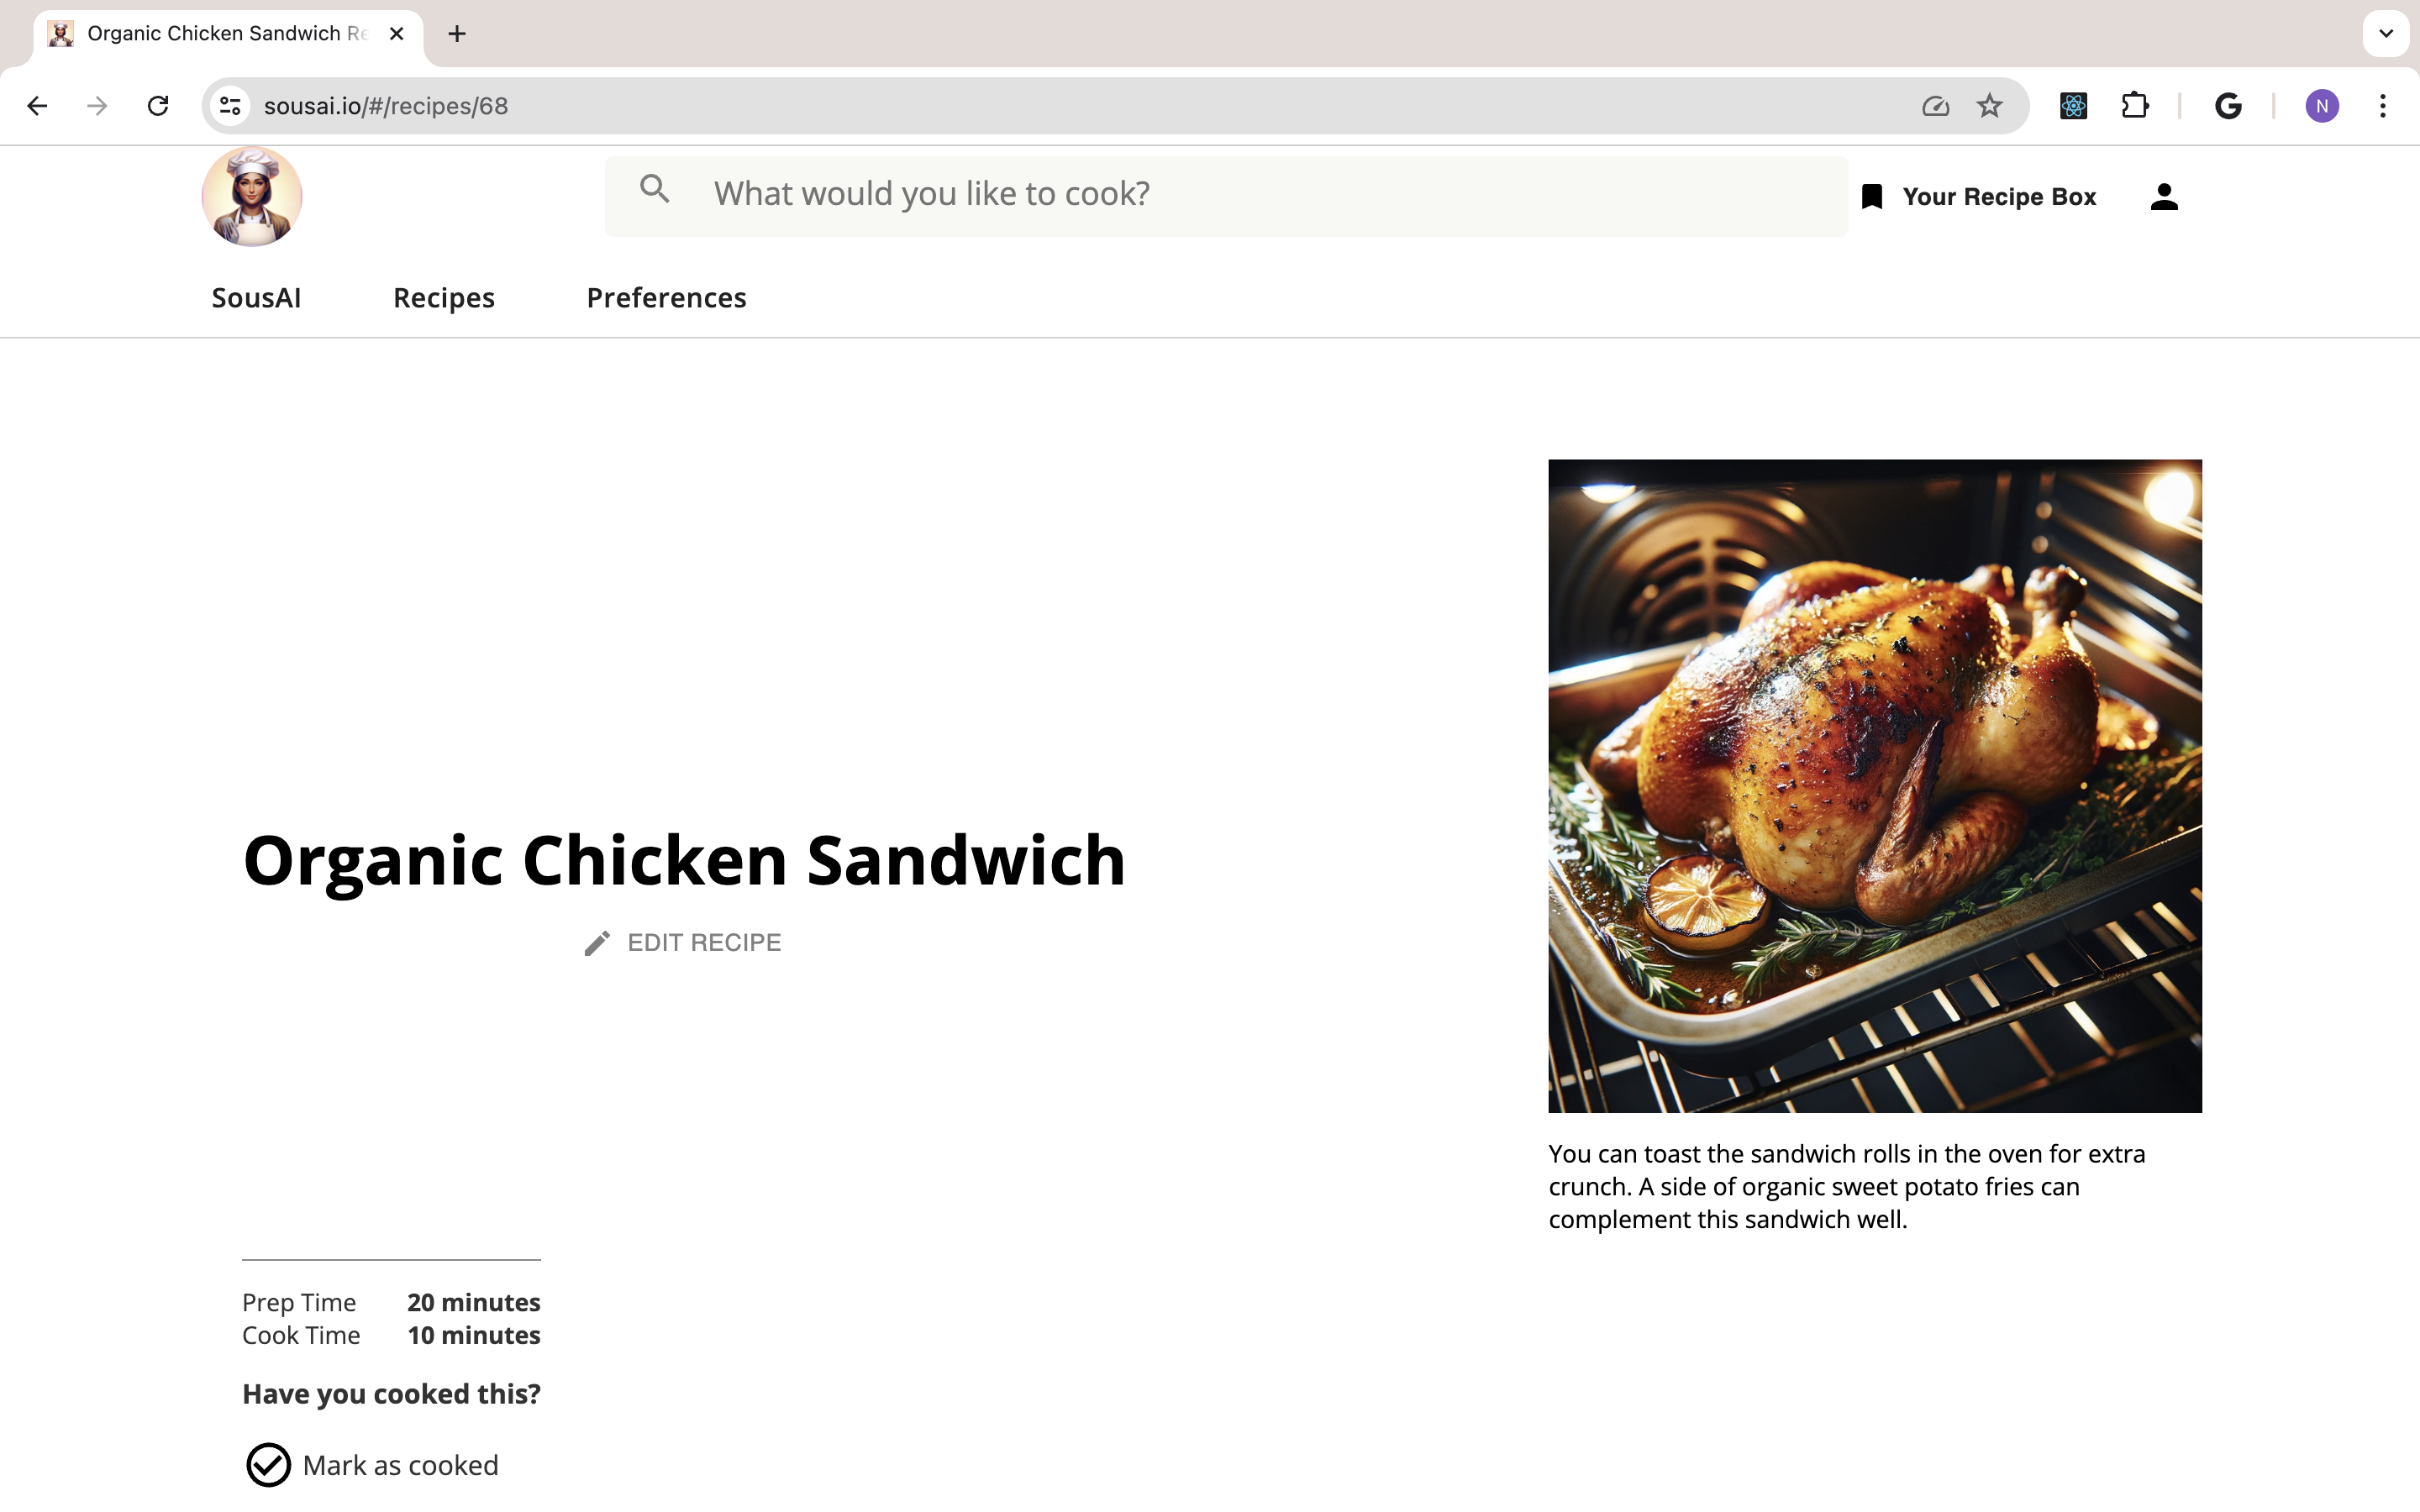 Organic Chicken Sandwich Re
sousai.io/#/recipes/68
N
What would you like to cook?
Your Recipe Box
SousAI
Recipes
Preferences
Organic Chicken Sandwich
EDIT RECIPE
You can toast the sandwich rolls in the oven for extra
crunch. A side of organic sweet potato fries can
complement this sandwich well.
Prep Time 20 minutes
Cook Time 10 minutes
Have you cooked this?
Mark as cooked